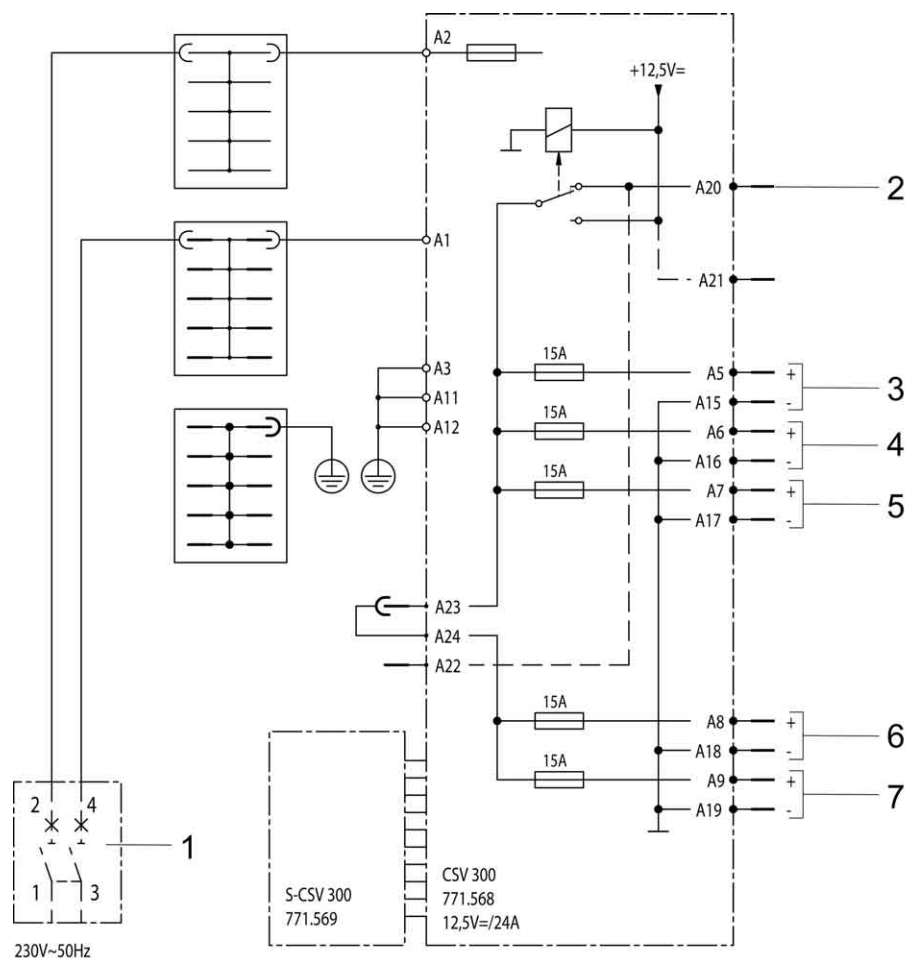 A2
+12,5V=
A20
2
A1
A21
15A
A3
A5
+
A11
A15
-
3
15A
A12
A6
+
A16
-
4
15A
A7
+
A17
-
5
A23
A24
A22
15A
A8
+
A18
-
6
15A
A9
+
A19
-
7
2
4
1
1
3
S-CSV 300
771.569
CSV 300
771.568
12,5V=/24A
230V~50Hz